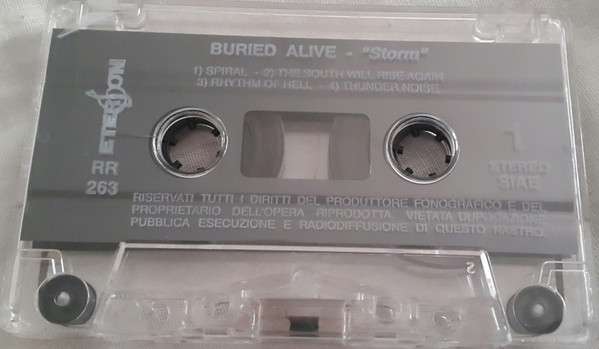 BURIED ALIVE - "Storm"
1) SPIRAL - 2) THE SOUTH WILL RISE AGAIN
3) RHYTHM OF HELL - 4) THUNDER NOISE
ETERNON
RR
263
1
STEREO
SIAE
RISERVATI TUTTI I DIRITTI DEL PRODUTTORE FONOGRAFICO E DEL
PROPRIETARIO DELL'OPERA RIPRODOTTA. VIETATA DUPLICAZIONE
PUBBLICA ESECUZIONE E RADIODIFFUSIONE DI QUESTO NASTRO.
2